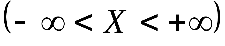 (- ∞ < X < +∞)